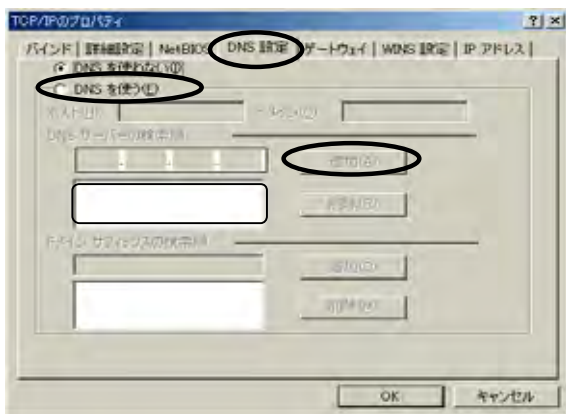 TCP/IPのプロパティ
バインド 詳細設定 NetBIOS DNS 設定 ゲートウェイ WINS 設定 IP アドレス
DNS を使わない(I)
DNS を使う(E)
ホスト(H) ドメイン(O)
DNS サーバーの検索順
追加(A)
削除(R)
ドメイン サフィックスの検索順
追加(D)
OK キャンセル